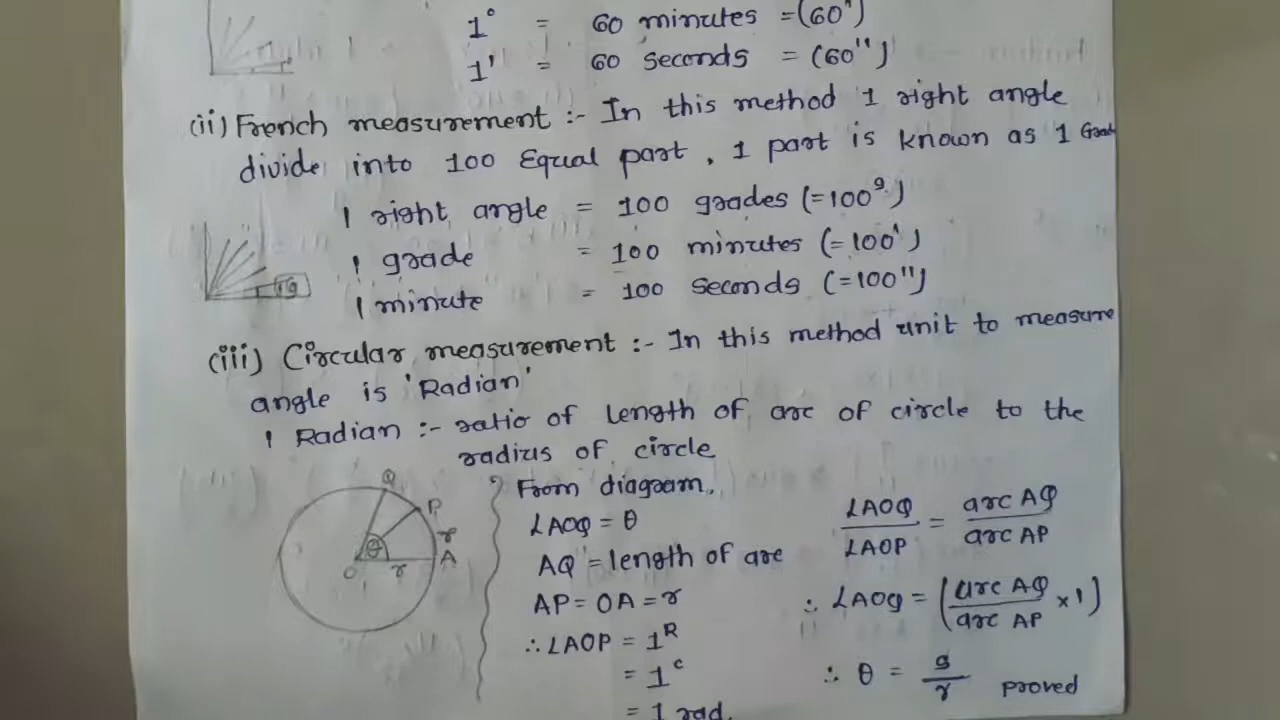 1° = 60 minutes =(60')
1' = 60 seconds = (60'')
(ii) French measurement :- In this method 1 right angle
divide into 100 Equal part, 1 part is known as 1
1 right angle = 100 grades (=100ᵍ)
1 grade = 100 minutes (=100')
1g
1 minute = 100 seconds (=100'')
(iii) Circular measurement :- In this method unit to measure
angle is 'Radian'
1 Radian :- ratio of length of arc of circle to the
radius of circle
Q
P
r
A
θ
O
r
From diagram,
∠AOQ = θ
AQ = length of arc
AP = OA = r
∴ ∠AOP = 1ᴿ
= 1ᶜ
= 1 rad.
∠AOQ/∠AOP = arc AQ/arc AP
∴ ∠AOQ = (arc AQ/arc AP × 1)
∴ θ = s/r proved